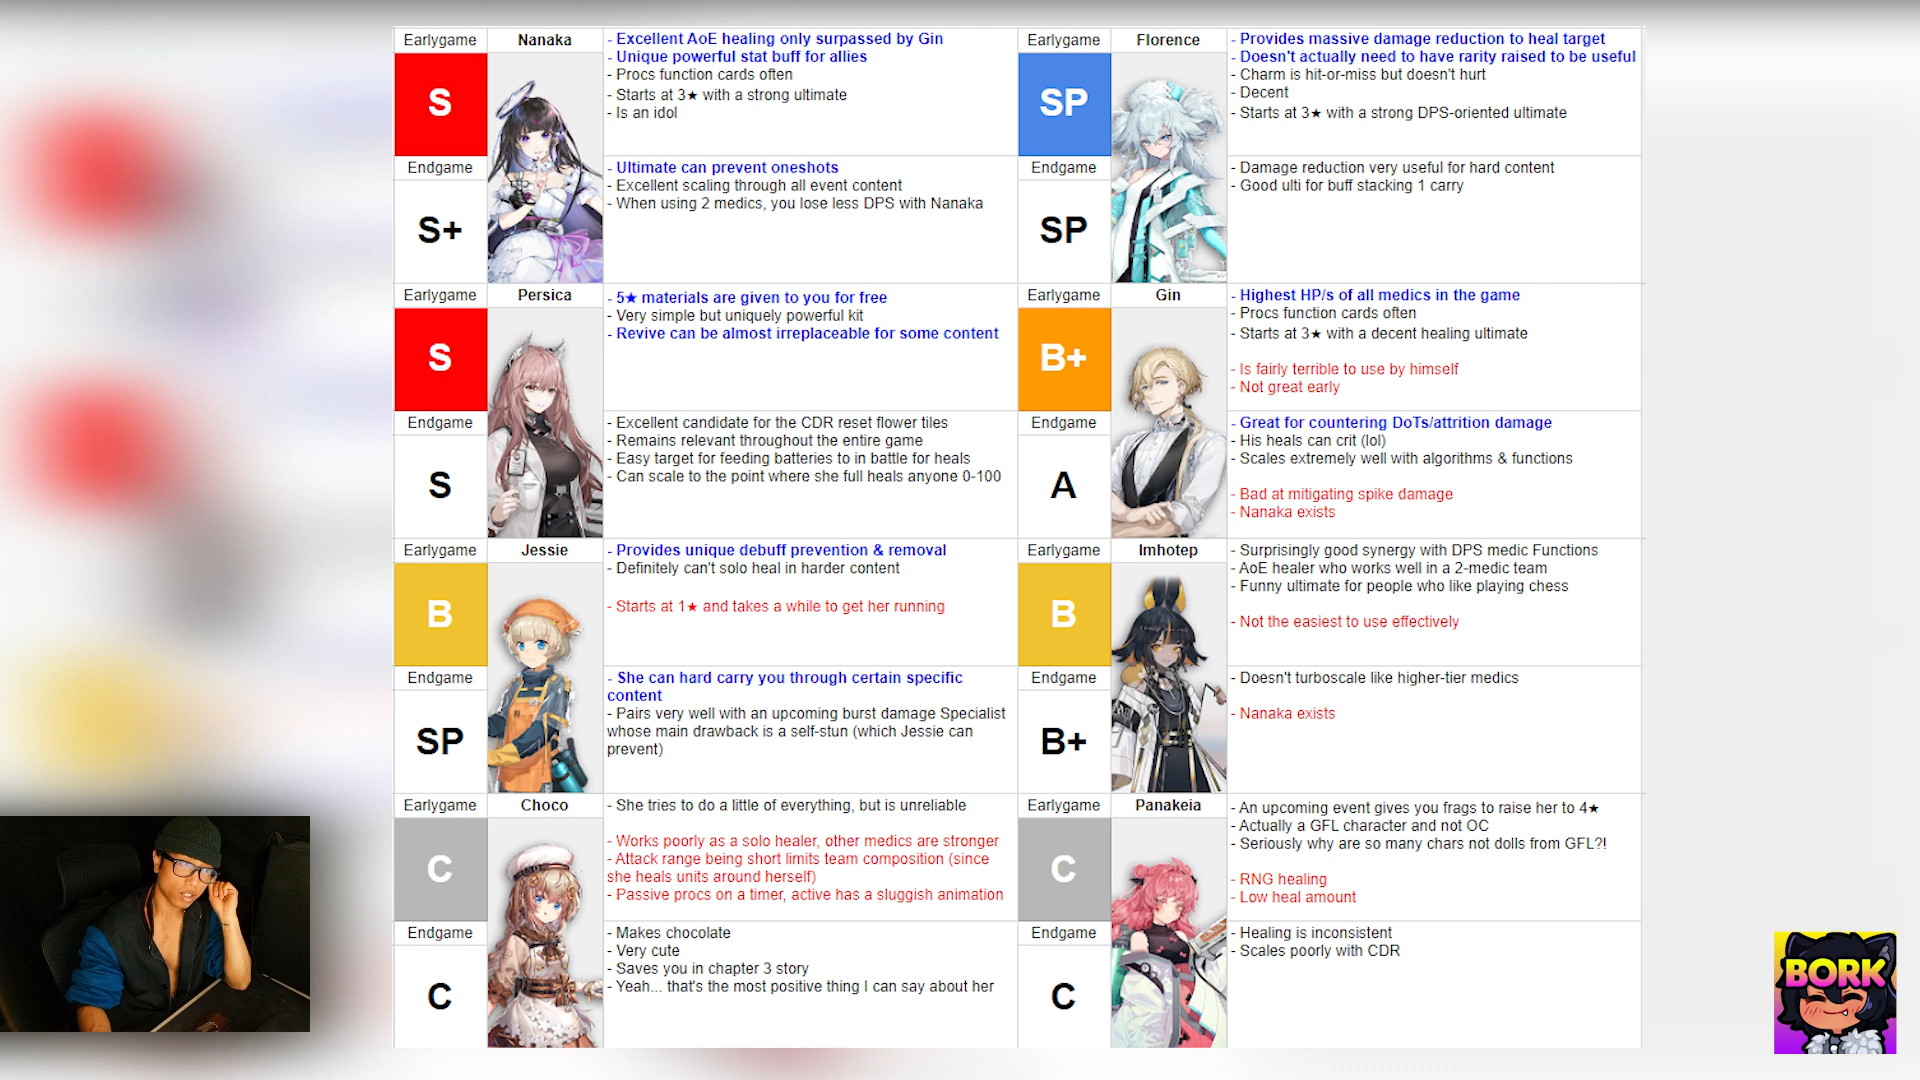 Earlygame
Nanaka
S
- Excellent AoE healing only surpassed by Gin
- Unique powerful stat buff for allies
- Procs function cards often
- Starts at 3★ with a strong ultimate
- Is an idol
Endgame
S+
- Ultimate can prevent oneshots
- Excellent scaling through all event content
- When using 2 medics, you lose less DPS with Nanaka
Earlygame
Florence
SP
- Provides massive damage reduction to heal target
- Doesn't actually need to have rarity raised to be useful
- Charm is hit-or-miss but doesn't hurt
- Decent
- Starts at 3★ with a strong DPS-oriented ultimate
Endgame
SP
- Damage reduction very useful for hard content
- Good ulti for buff stacking 1 carry
Earlygame
Persica
S
- 5★ materials are given to you for free
- Very simple but uniquely powerful kit
- Revive can be almost irreplaceable for some content
Endgame
S
- Excellent candidate for the CDR reset flower tiles
- Remains relevant throughout the entire game
- Easy target for feeding batteries to in battle for heals
- Can scale to the point where she full heals anyone 0-100
Earlygame
Gin
B+
- Highest HP/s of all medics in the game
- Procs function cards often
- Starts at 3★ with a decent healing ultimate
- Is fairly terrible to use by himself
- Not great early
Endgame
A
- Great for countering DoTs/attrition damage
- His heals can crit (lol)
- Scales extremely well with algorithms & functions
- Bad at mitigating spike damage
- Nanaka exists
Earlygame
Jessie
B
- Provides unique debuff prevention & removal
- Definitely can't solo heal in harder content
- Starts at 1★ and takes a while to get her running
Endgame
SP
- She can hard carry you through certain specific
content
- Pairs very well with an upcoming burst damage Specialist
whose main drawback is a self-stun (which Jessie can
prevent)
Earlygame
Imhotep
B
- Surprisingly good synergy with DPS medic Functions
- AoE healer who works well in a 2-medic team
- Funny ultimate for people who like playing chess
- Not the easiest to use effectively
Endgame
B+
- Doesn't turboscale like higher-tier medics
- Nanaka exists
Earlygame
Choco
C
- She tries to do a little of everything, but is unreliable
- Works poorly as a solo healer, other medics are stronger
- Attack range being short limits team composition (since
she heals units around herself)
- Passive procs on a timer, active has a sluggish animation
Endgame
C
- Makes chocolate
- Very cute
- Saves you in chapter 3 story
- Yeah... that's the most positive thing I can say about her
Earlygame
Panakeia
C
- An upcoming event gives you frags to raise her to 4★
- Actually a GFL character and not OC
- Seriously why are so many chars not dolls from GFL?!
- RNG healing
- Low heal amount
Endgame
C
- Healing is inconsistent
- Scales poorly with CDR
BORK